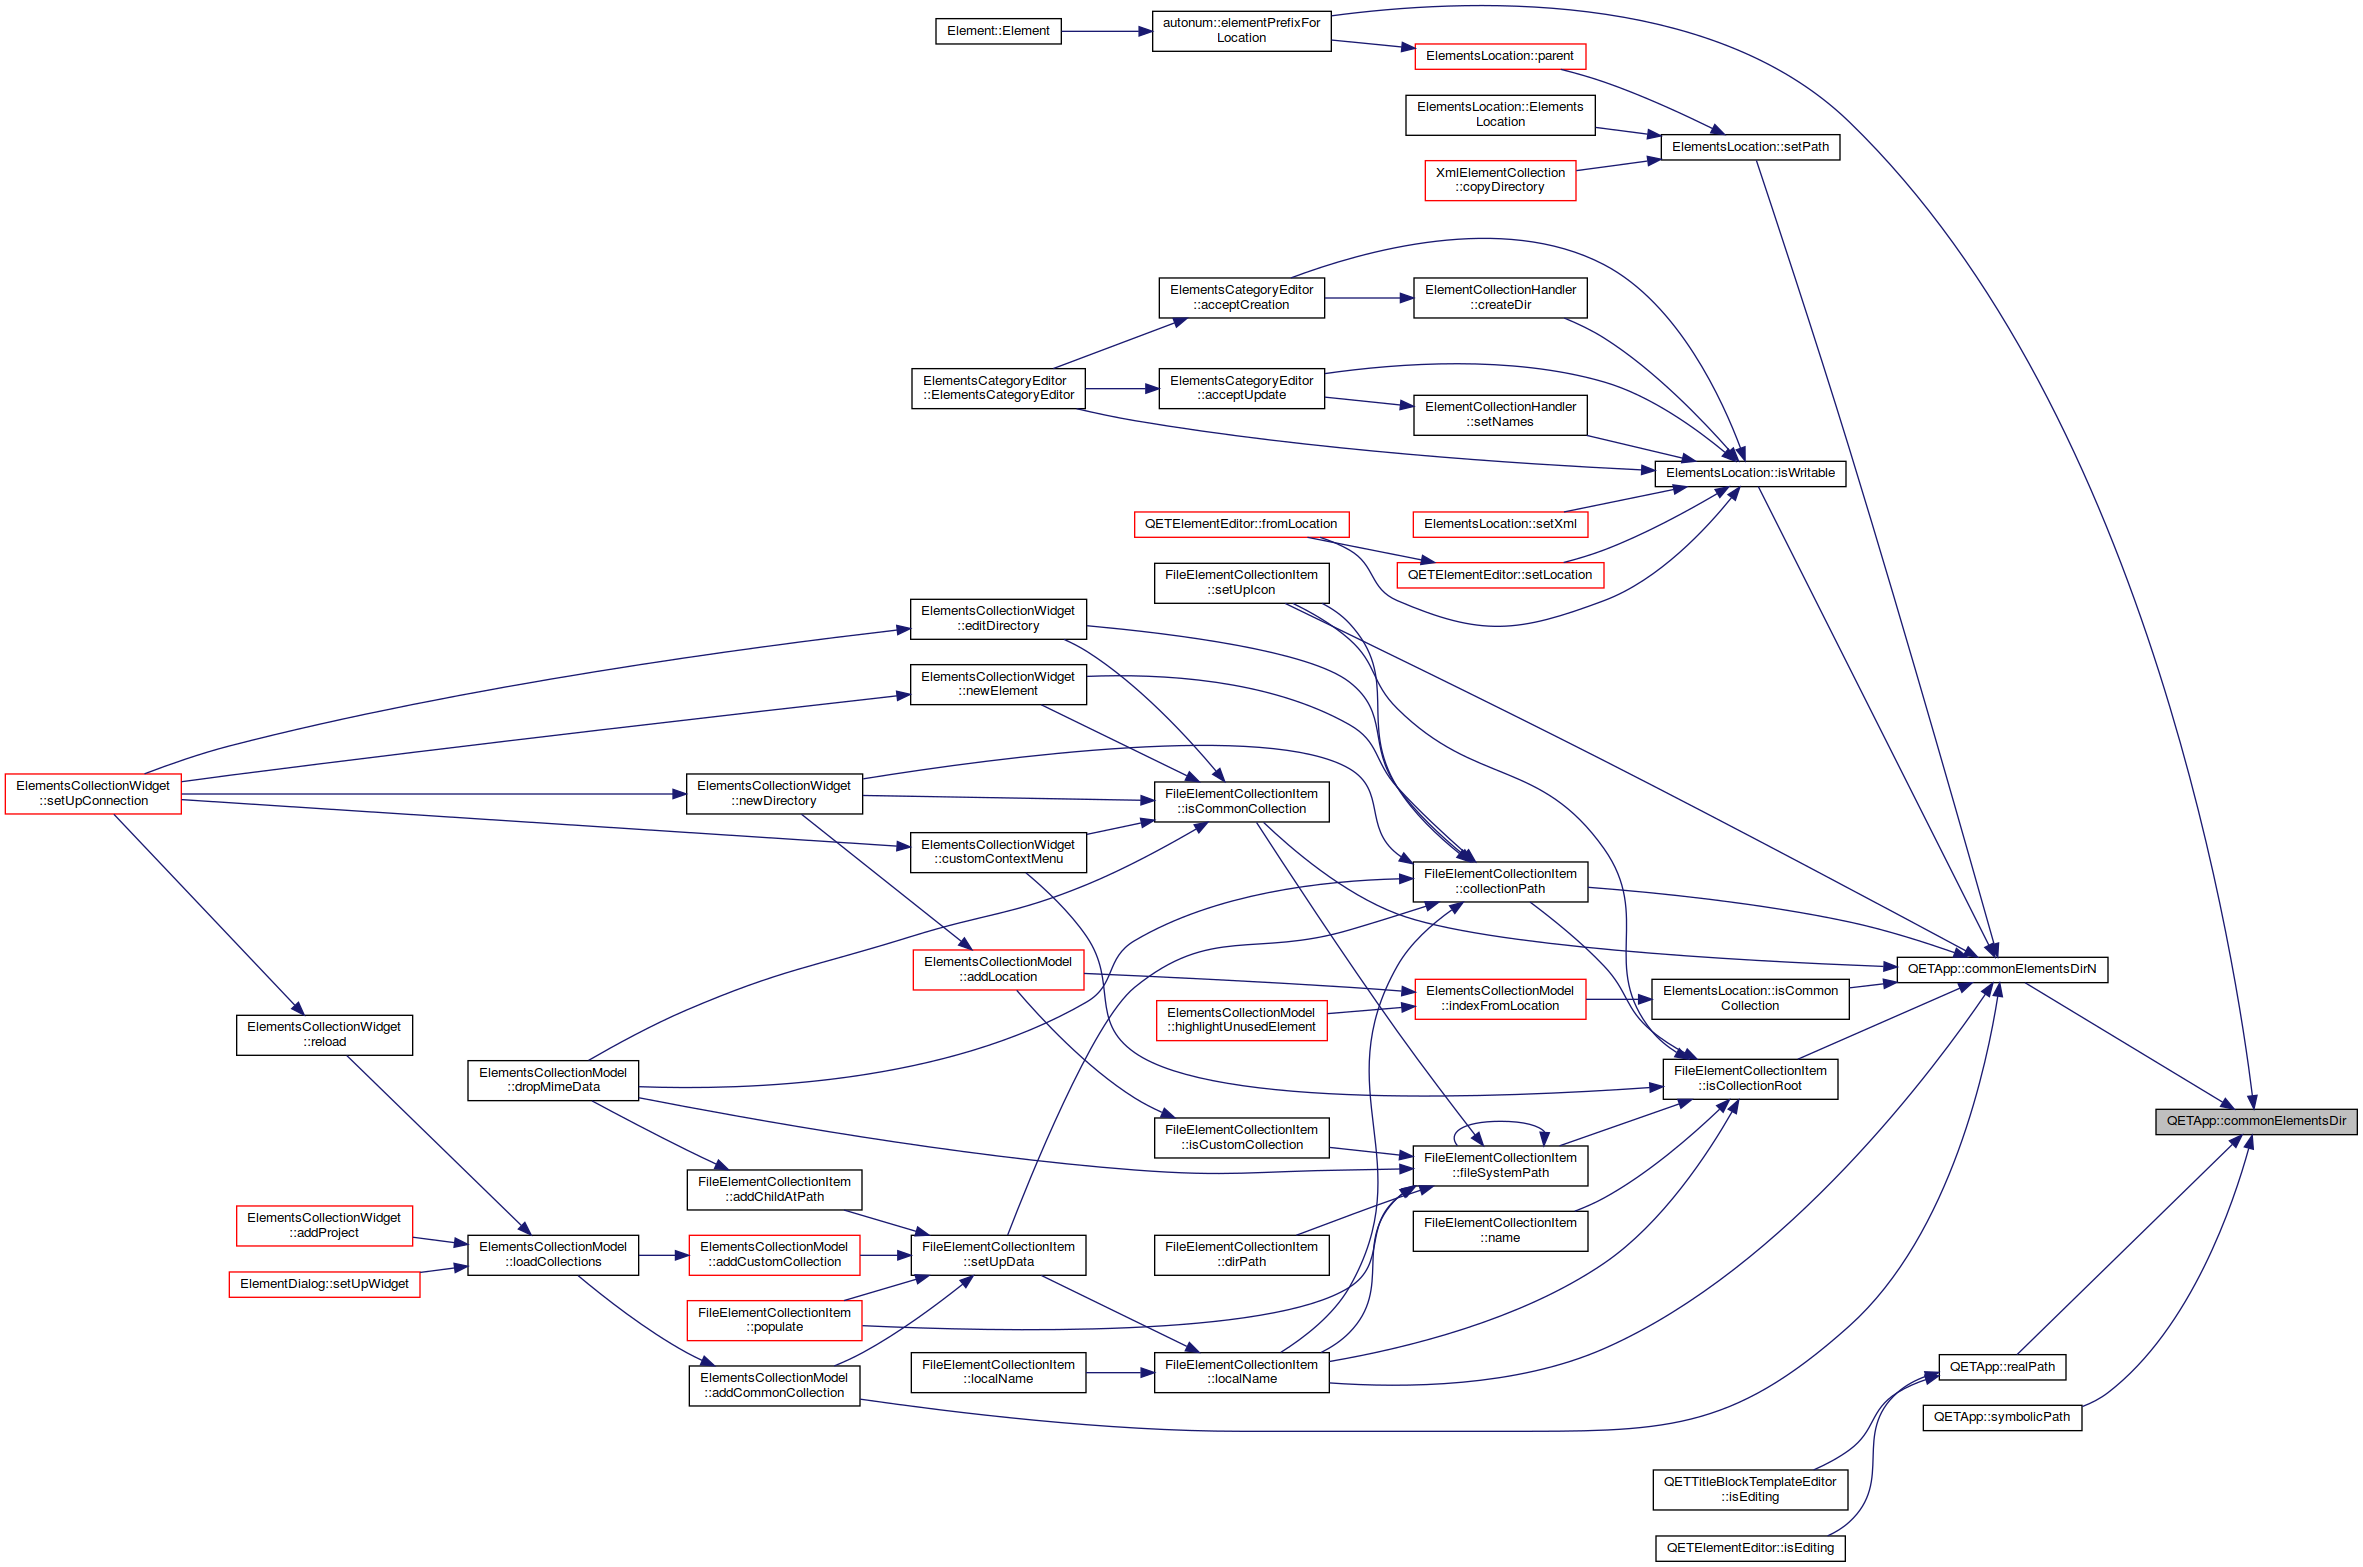 Element::Element
autonum::elementPrefixFor
Location
ElementsLocation::parent
ElementsLocation::Elements
Location
ElementsLocation::setPath
XmlElementCollection
::copyDirectory
ElementsCategoryEditor
::acceptCreation
ElementCollectionHandler
::createDir
ElementsCategoryEditor
::ElementsCategoryEditor
ElementsCategoryEditor
::acceptUpdate
ElementCollectionHandler
::setNames
ElementsLocation::isWritable
QETElementEditor::fromLocation
ElementsLocation::setXml
FileElementCollectionItem
::setUpIcon
QETElementEditor::setLocation
ElementsCollectionWidget
::editDirectory
ElementsCollectionWidget
::newElement
ElementsCollectionWidget
::setUpConnection
ElementsCollectionWidget
::newDirectory
FileElementCollectionItem
::isCommonCollection
ElementsCollectionWidget
::customContextMenu
FileElementCollectionItem
::collectionPath
ElementsCollectionModel
::addLocation
QETApp::commonElementsDirN
ElementsCollectionModel
::indexFromLocation
ElementsLocation::isCommon
Collection
ElementsCollectionModel
::highlightUnusedElement
ElementsCollectionWidget
::reload
ElementsCollectionModel
::dropMimeData
FileElementCollectionItem
::isCollectionRoot
QETApp::commonElementsDir
FileElementCollectionItem
::isCustomCollection
FileElementCollectionItem
::fileSystemPath
FileElementCollectionItem
::addChildAtPath
ElementsCollectionWidget
::addProject
FileElementCollectionItem
::name
ElementsCollectionModel
::loadCollections
ElementsCollectionModel
::addCustomCollection
FileElementCollectionItem
::setUpData
FileElementCollectionItem
::dirPath
ElementDialog::setUpWidget
FileElementCollectionItem
::populate
ElementsCollectionModel
::addCommonCollection
FileElementCollectionItem
::localName
FileElementCollectionItem
::localName
QETApp::realPath
QETApp::symbolicPath
QETTitleBlockTemplateEditor
::isEditing
QETElementEditor::isEditing